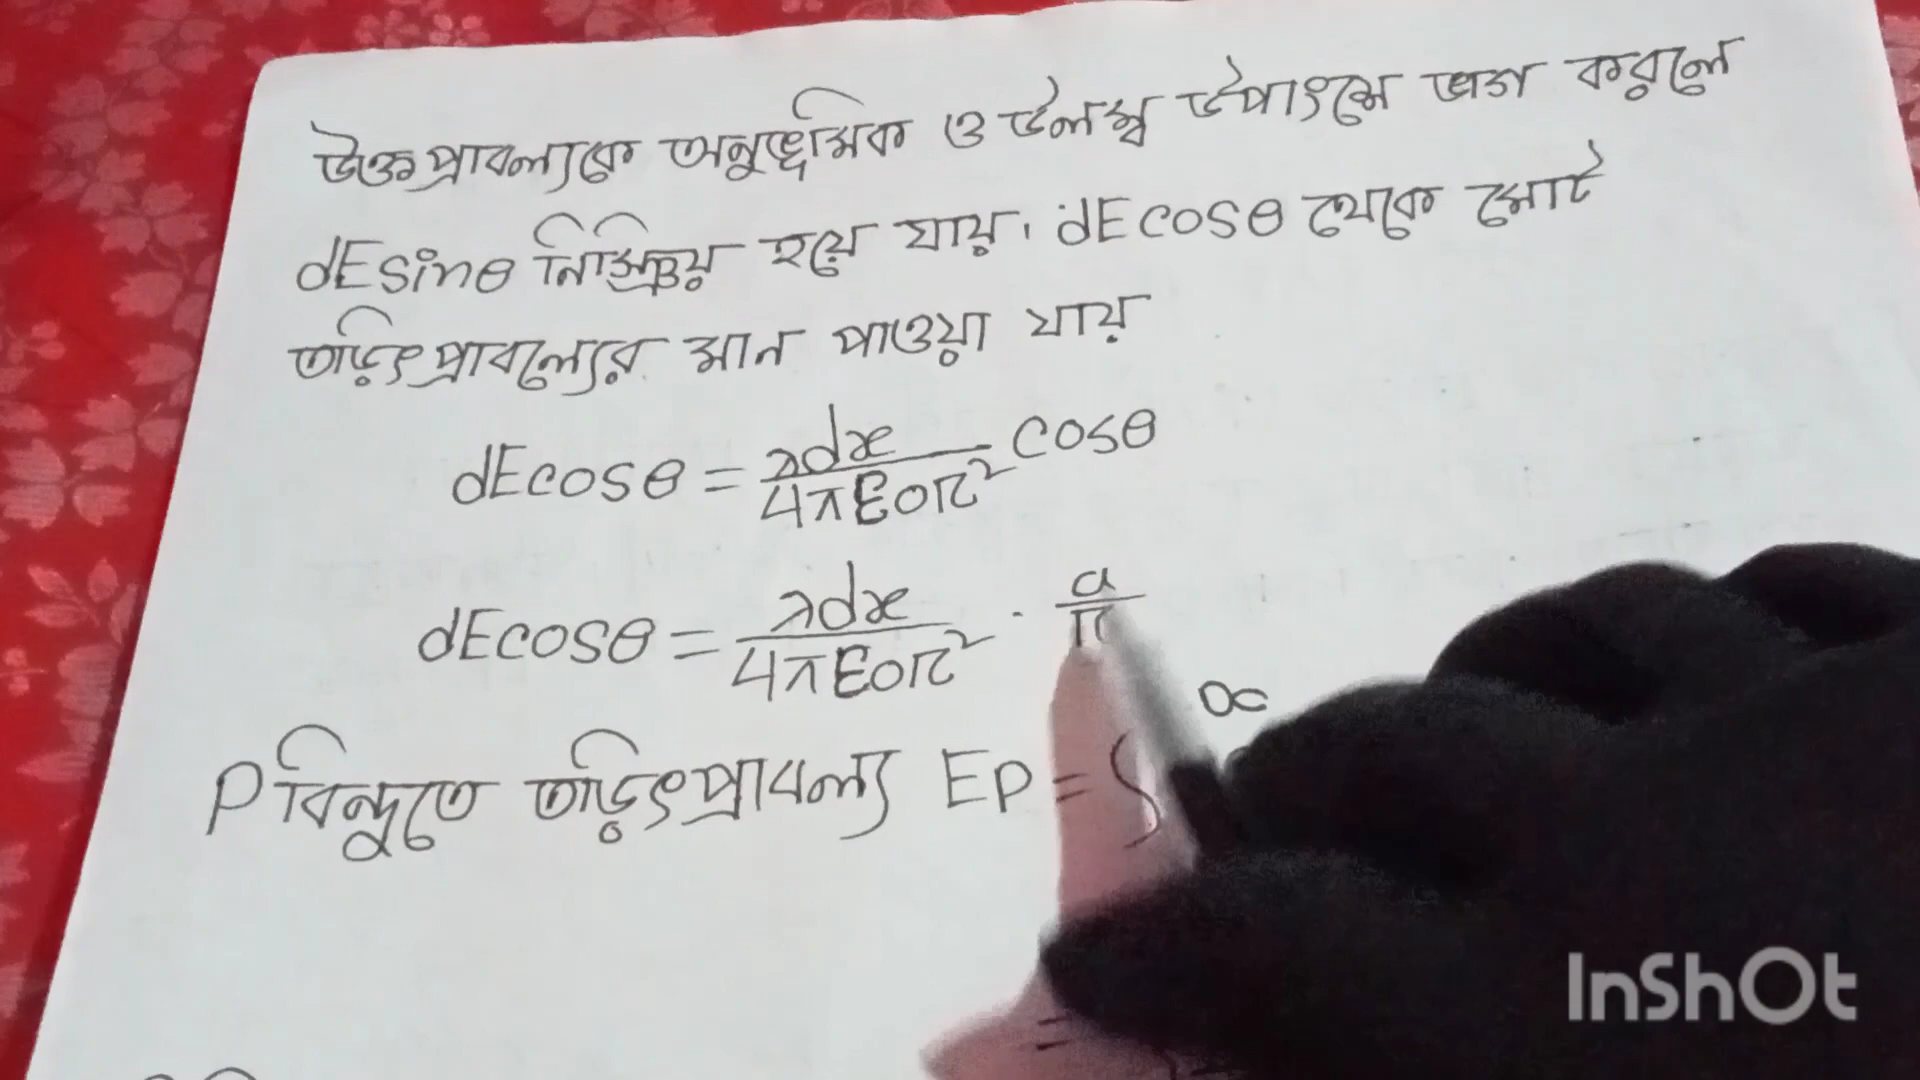 উক্ত প্রাবল্যকে অনুভূমিক ও উলম্ব উপাংশে ভাগ করলে
dEsinθ নিস্ক্রিয় হয়ে যায়। dEcosθ থেকে মোট
তড়িৎপ্রাবল্যের মান পাওয়া যায়
dEcosθ = λdx/4πε0r² cosθ
dEcosθ = λdx/4πε0r² · a/r
P বিন্দুতে তড়িৎপ্রাবল্য Ep = ∫ ∝
InShOt